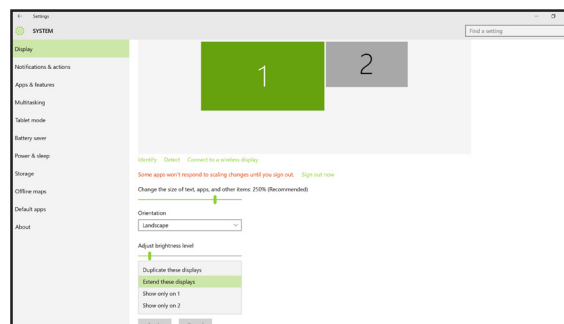 Settings
SYSTEM
Find a setting
Display
Notifications & actions
Apps & features
Multitasking
Tablet mode
Battery saver
Power & sleep
Storage
Offline maps
Default apps
About
1
2
Identify Detect Connect to a wireless display
Some apps won't respond to scaling changes until you sign out. Sign out now
Change the size of text, apps, and other items: 250% (Recommended)
Orientation
Landscape
Adjust brightness level
Duplicate these displays
Extend these displays
Show only on 1
Show only on 2